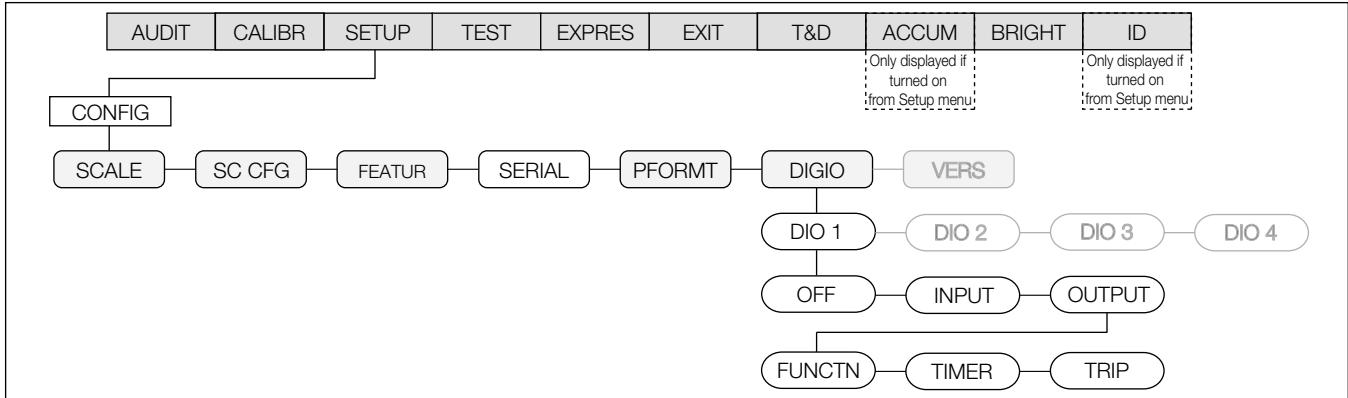 AUDIT CALIBR SETUP TEST EXPRES EXIT T&D ACCUM BRIGHT ID
Only displayed if turned on from Setup menu
Only displayed if turned on from Setup menu
CONFIG
SCALE SC CFG FEATUR SERIAL PFORMT DIGIO VERS
DIO 1 DIO 2 DIO 3 DIO 4
OFF INPUT OUTPUT
FUNCTN TIMER TRIP